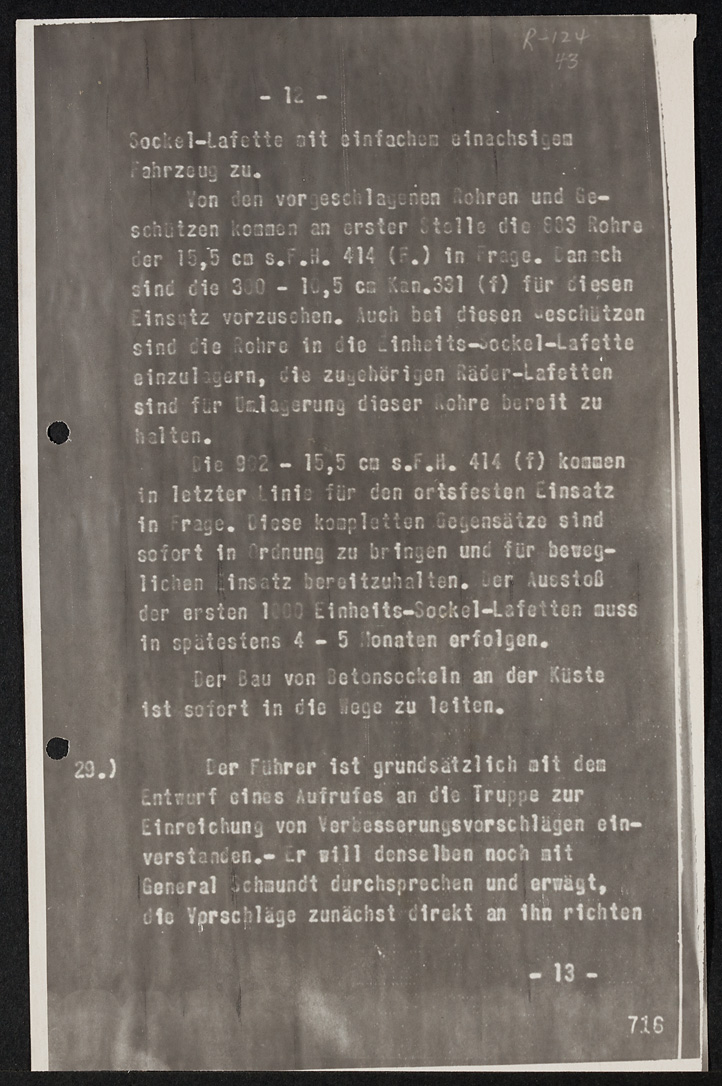 R-124
43
- 12 -
Sockel-Lafette mit einfachem einachsigem
Fahrzeug zu.
Von den vorgeschlagenen Rohren und Ge-
schützen kommen an erster Stelle die 803 Rohre
der 15,5 cm s.F.H. 414 (F.) in Frage. Danach
sind die 300 - 10,5 cm Kan.331 (f) für diesen
Einsatz vorzusehen. Auch bei diesen Geschützen
sind die Rohre in die Einheits-Sockel-Lafette
einzulagern, die zugehörigen Räder-Lafetten
sind für Umlagerung dieser Rohre bereit zu
halten.
Die 902 - 15,5 cm s.F.H. 414 (f) kommen
in letzter Linie für den ortsfesten Einsatz
in Frage. Diese kompletten Gegensätze sind
sofort in Ordnung zu bringen und für beweg-
lichen Einsatz bereitzuhalten. Der Ausstoß
der ersten 1000 Einheits-Sockel-Lafetten muss
in spätestens 4 - 5 Monaten erfolgen.
Der Bau von Betonsockeln an der Küste
ist sofort in die Wege zu leiten.
29.) Der Führer ist grundsätzlich mit dem
Entwurf eines Aufrufes an die Truppe zur
Einreichung von Verbesserungsvorschlägen ein-
verstanden.- Er will denselben noch mit
General Schmundt durchsprechen und erwägt,
die Vorschläge zunächst direkt an ihn richten
- 13 -
716